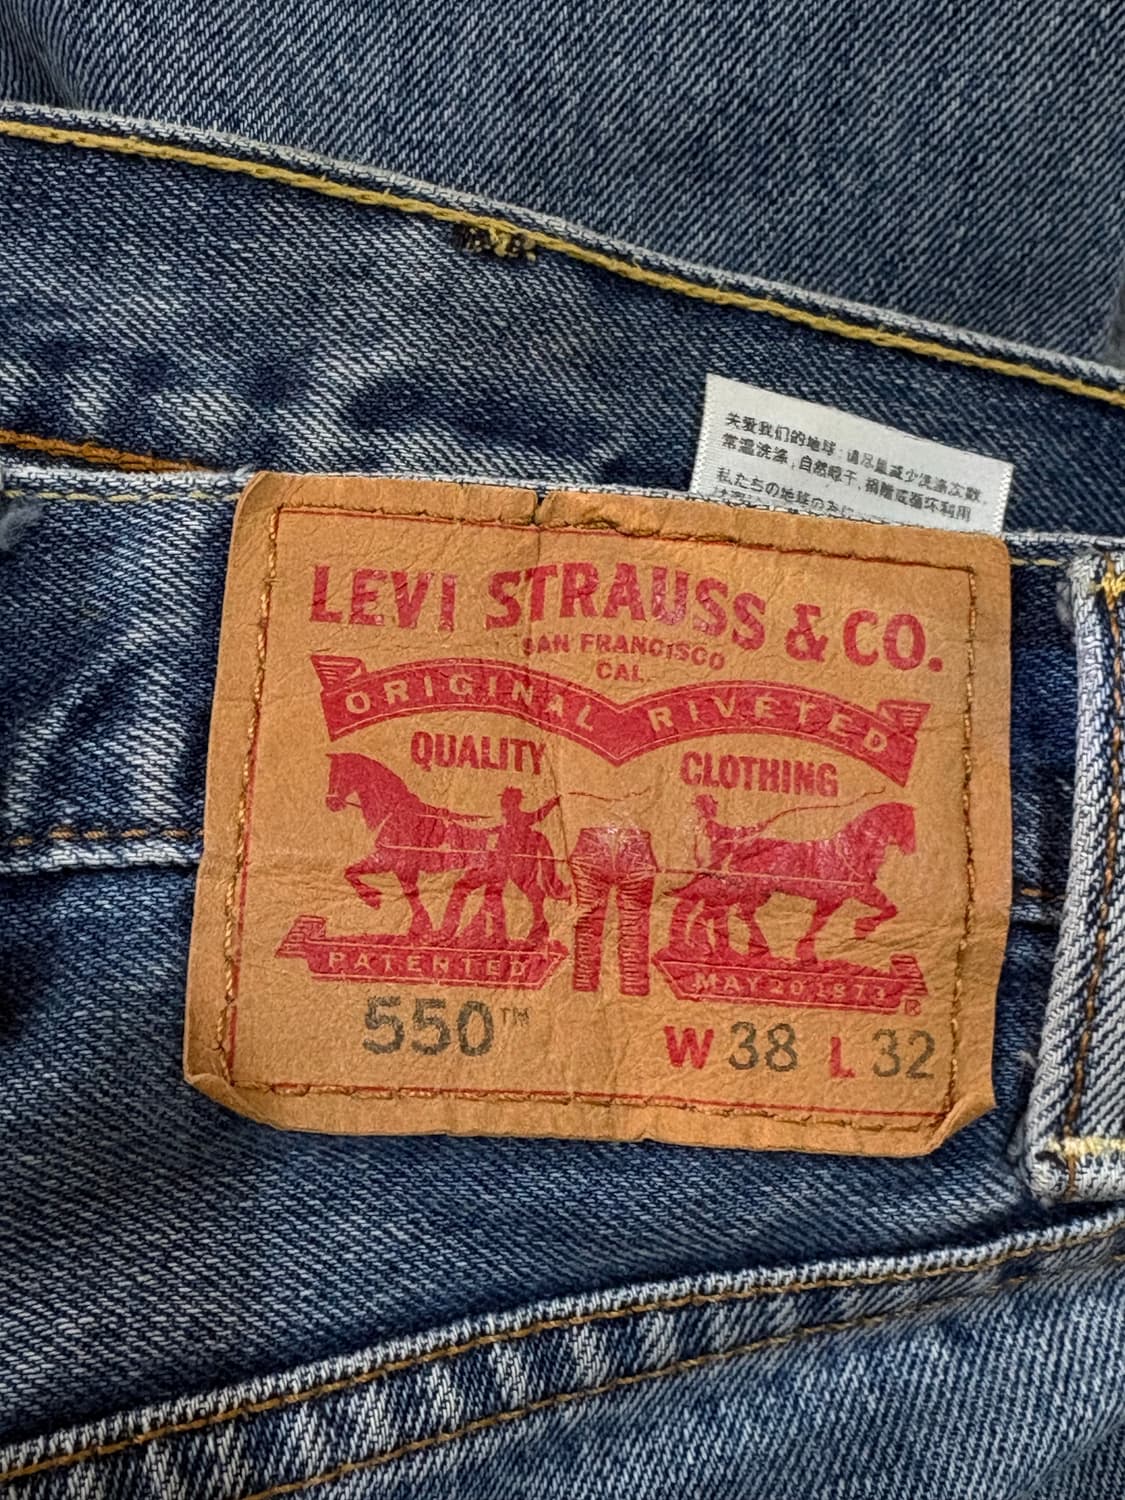 关爱我们的地球:请尽量减少洗涤次数,
常温洗涤,自然晾干,捐赠或循环利用
私たちの地球のために
LEVI STRAUSS & CO.
SAN FRANCISCO
CAL.
ORIGINAL RIVETED
QUALITY CLOTHING
PATENTED MAY 20 1873 ®
550™ W 38 L 32